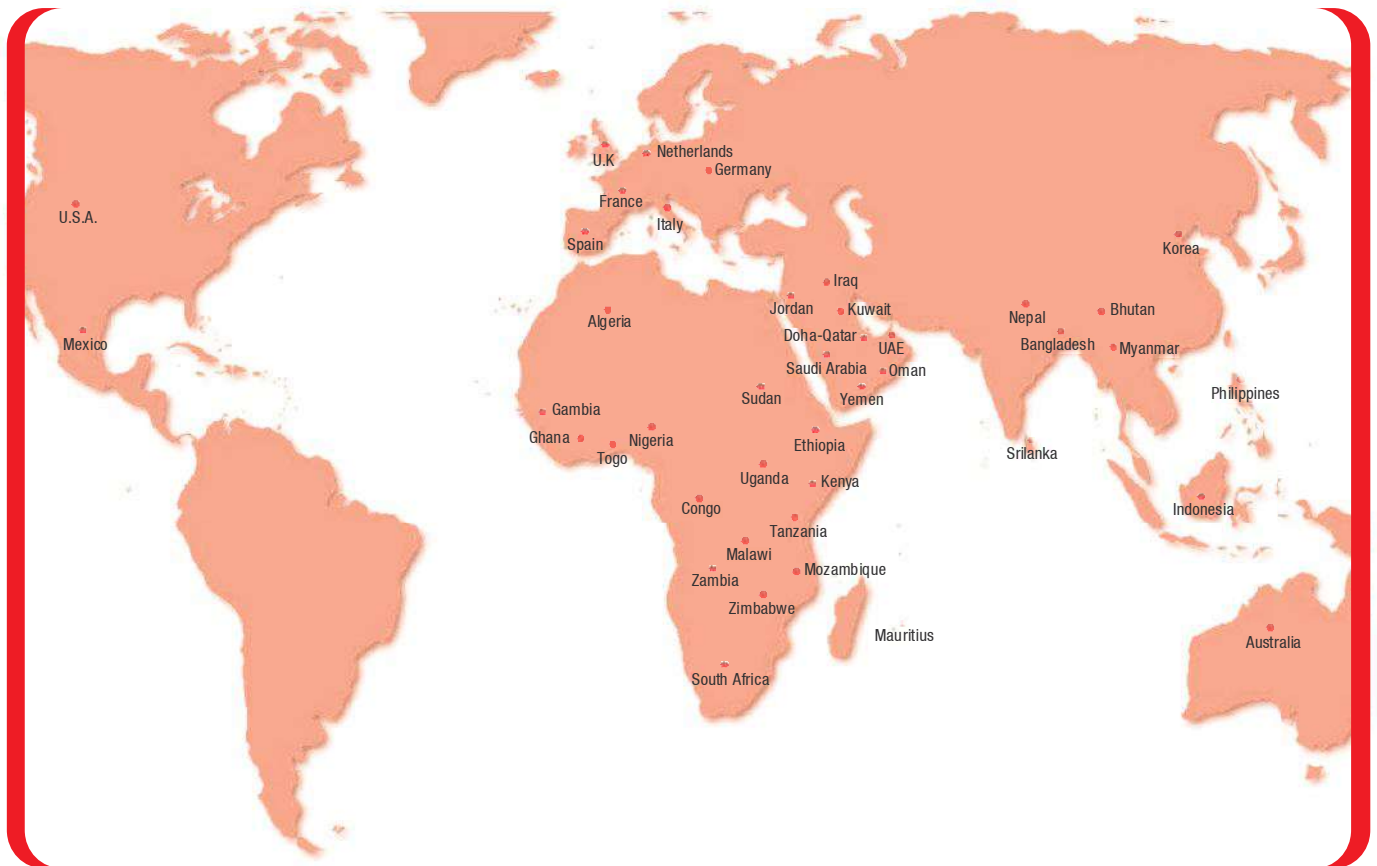 U.K
Netherlands
Germany
France
U.S.A.
Italy
Spain
Korea
Iraq
Jordan
Kuwait
Nepal
Bhutan
Algeria
Doha-Qatar
UAE
Mexico
Bangladesh
Myanmar
Saudi Arabia
Oman
Philippines
Sudan
Yemen
Gambia
Ghana
Nigeria
Togo
Ethiopia
Srilanka
Uganda
Kenya
Congo
Indonesia
Tanzania
Malawi
Mozambique
Zambia
Zimbabwe
Mauritius
Australia
South Africa